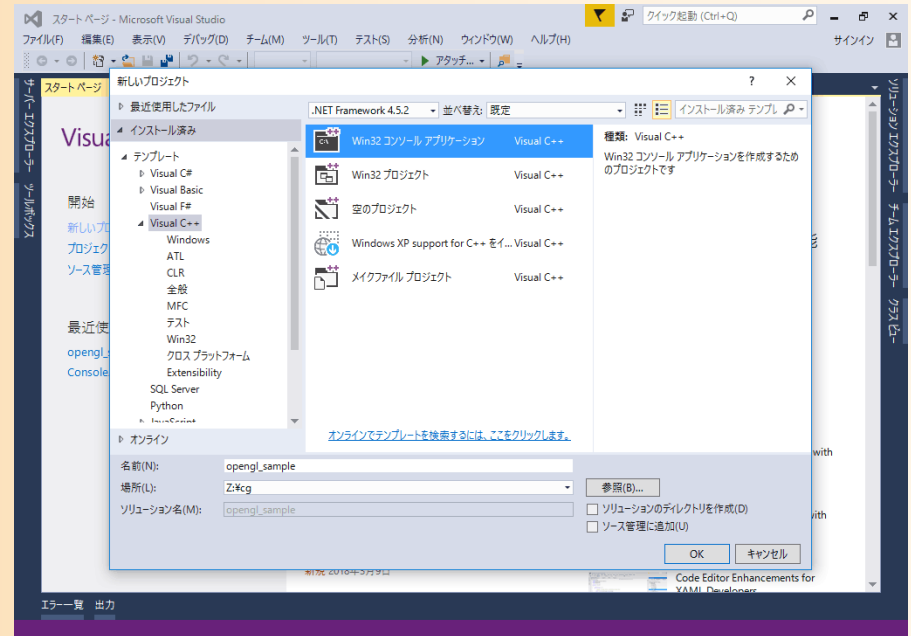 スタート ページ - Microsoft Visual Studio
クイック起動 (Ctrl+Q)
ファイル(F) 編集(E) 表示(V) デバッグ(D) チーム(M) ツール(T) テスト(S) 分析(N) ウィンドウ(W) ヘルプ(H)
サインイン
アタッチ...
サーバー エクスプローラー
ツールボックス
スタート ページ
Visua
開始
新しいプロ
プロジェク
ソース管理
最近使
opengl_s
Console
新しいプロジェクト
? ×
最近使用したファイル
インストール済み
.NET Framework 4.5.2
並べ替え: 既定
インストール済み テンプレ
テンプレート
Visual C#
Visual Basic
Visual F#
Visual C++
Windows
ATL
CLR
全般
MFC
テスト
Win32
クロス プラットフォーム
Extensibility
SQL Server
Python
JavaScript
オンライン
Win32 コンソール アプリケーション Visual C++
Win32 プロジェクト Visual C++
空のプロジェクト Visual C++
Windows XP support for C++ をイ... Visual C++
メイクファイル プロジェクト Visual C++
オンラインでテンプレートを検索するには、ここをクリックします。
種類: Visual C++
Win32 コンソール アプリケーションを作成するため
のプロジェクトです
名前(N): opengl_sample
場所(L): Z:¥cg
参照(B)...
ソリューション名(M): opengl_sample
ソリューションのディレクトリを作成(D)
ソース管理に追加(U)
OK キャンセル
能
with
with
新規 2018年3月9日
Code Editor Enhancements for
XAML Developers
ソリューション エクスプローラー
チーム エクスプローラー
クラス ビュー
エラー一覧 出力